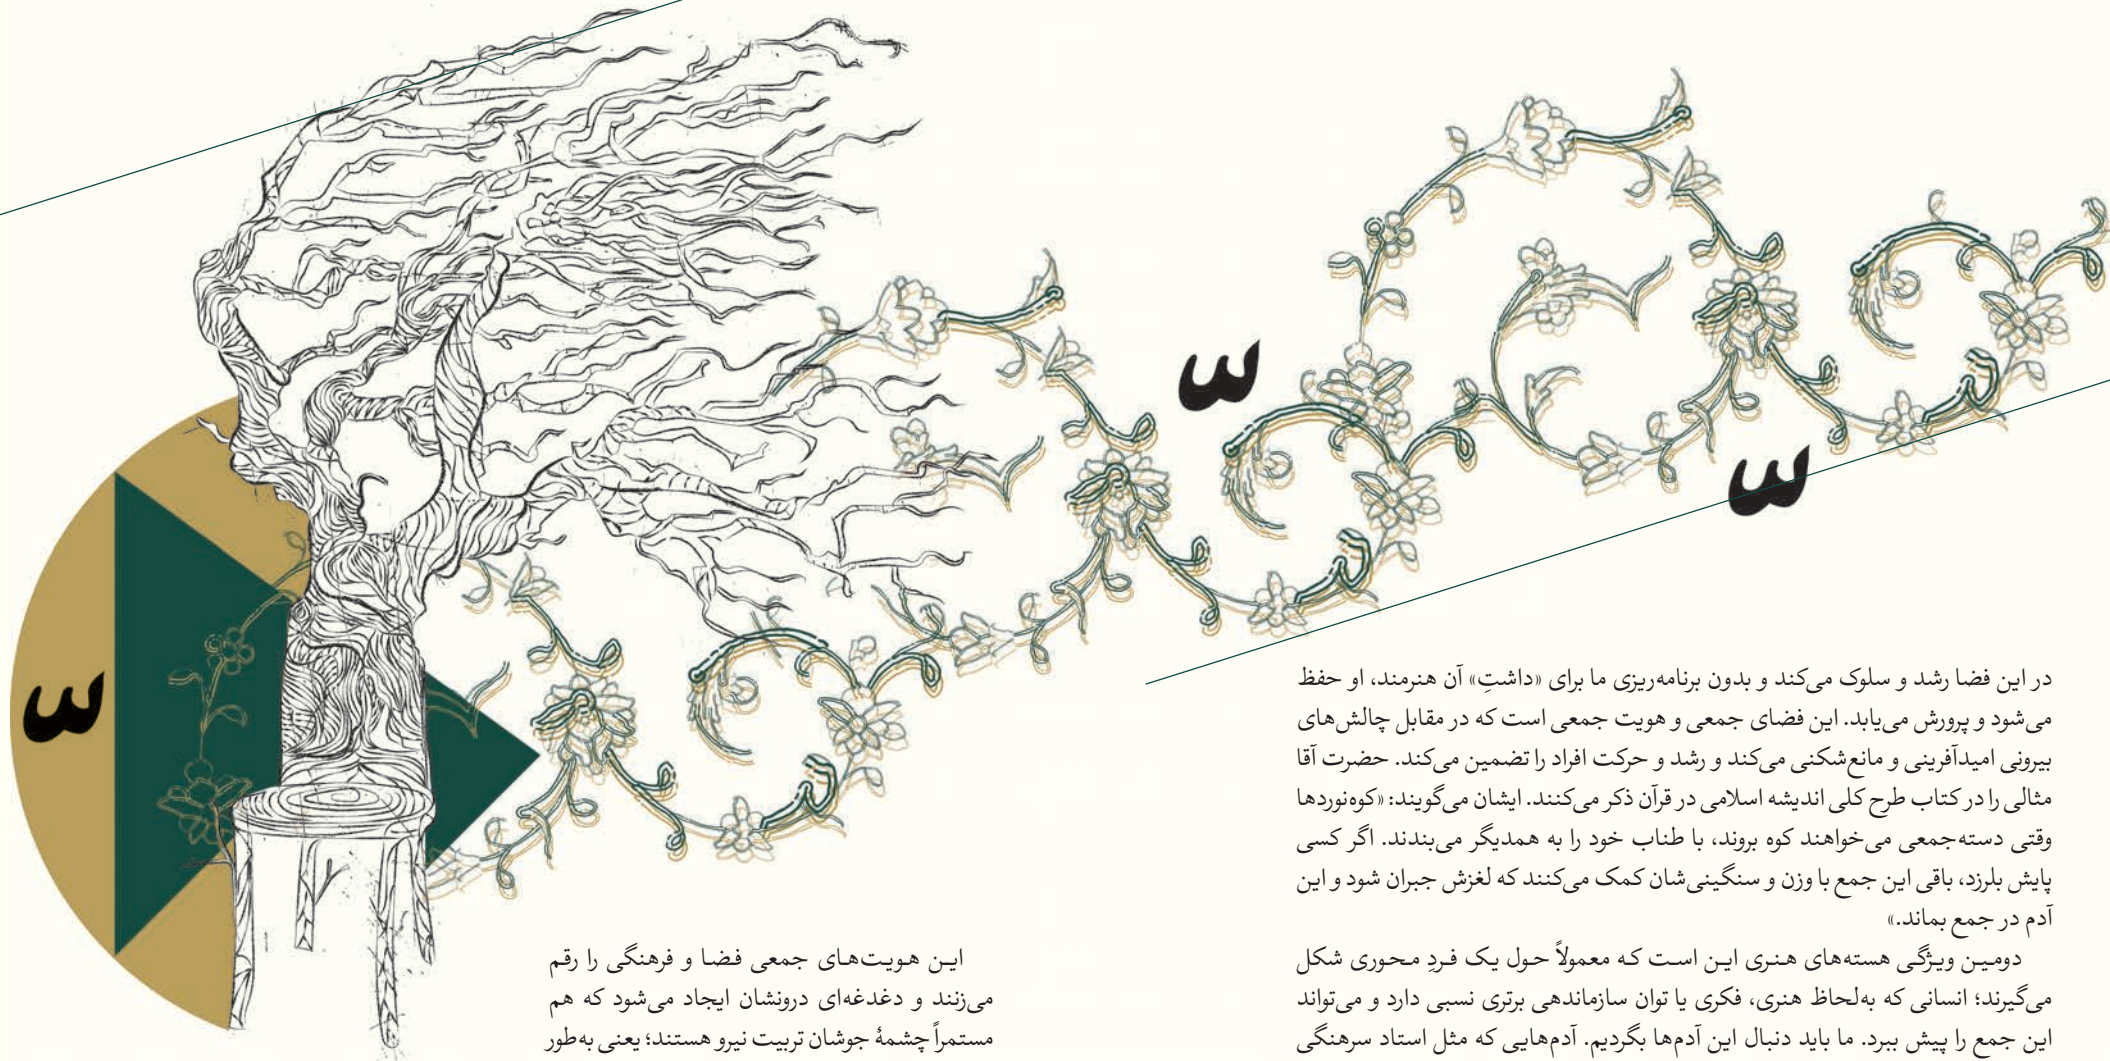 در این فضا رشد و سلوک می‌کند و بدون برنامه‌ریزی ما برای «داشتِ» آن هنرمند، او حفظ
می‌شود و پرورش می‌یابد. این فضای جمعی و هویت جمعی است که در مقابل چالش‌های
بیرونی امیدآفرینی و مانع‌شکنی می‌کند و رشد و حرکت افراد را تضمین می‌کند. حضرت آقا
مثالی را در کتاب طرح کلی اندیشه اسلامی در قرآن ذکر می‌کنند. ایشان می‌گویند: «کوه‌نوردها
وقتی دسته‌جمعی می‌خواهند کوه بروند، با طناب خود را به همدیگر می‌بندند. اگر کسی
پایش بلرزد، باقی این جمع با وزن و سنگینی‌شان کمک می‌کنند که لغزش جبران شود و این
آدم در جمع بماند.»
دومین ویژگی هسته‌های هنری این است که معمولاً حول یک فردِ محوری شکل
می‌گیرند؛ انسانی که به‌لحاظ هنری، فکری یا توان سازماندهی برتری نسبی دارد و می‌تواند
این جمع را پیش ببرد. ما باید دنبال این آدم‌ها بگردیم. آدم‌هایی که مثل استاد سرهنگی
این هویت‌های جمعی فضا و فرهنگی را رقم
می‌زنند و دغدغه‌ای درونشان ایجاد می‌شود که هم
مستمراً چشمهٔ جوشان تربیت نیرو هستند؛ یعنی به‌طور